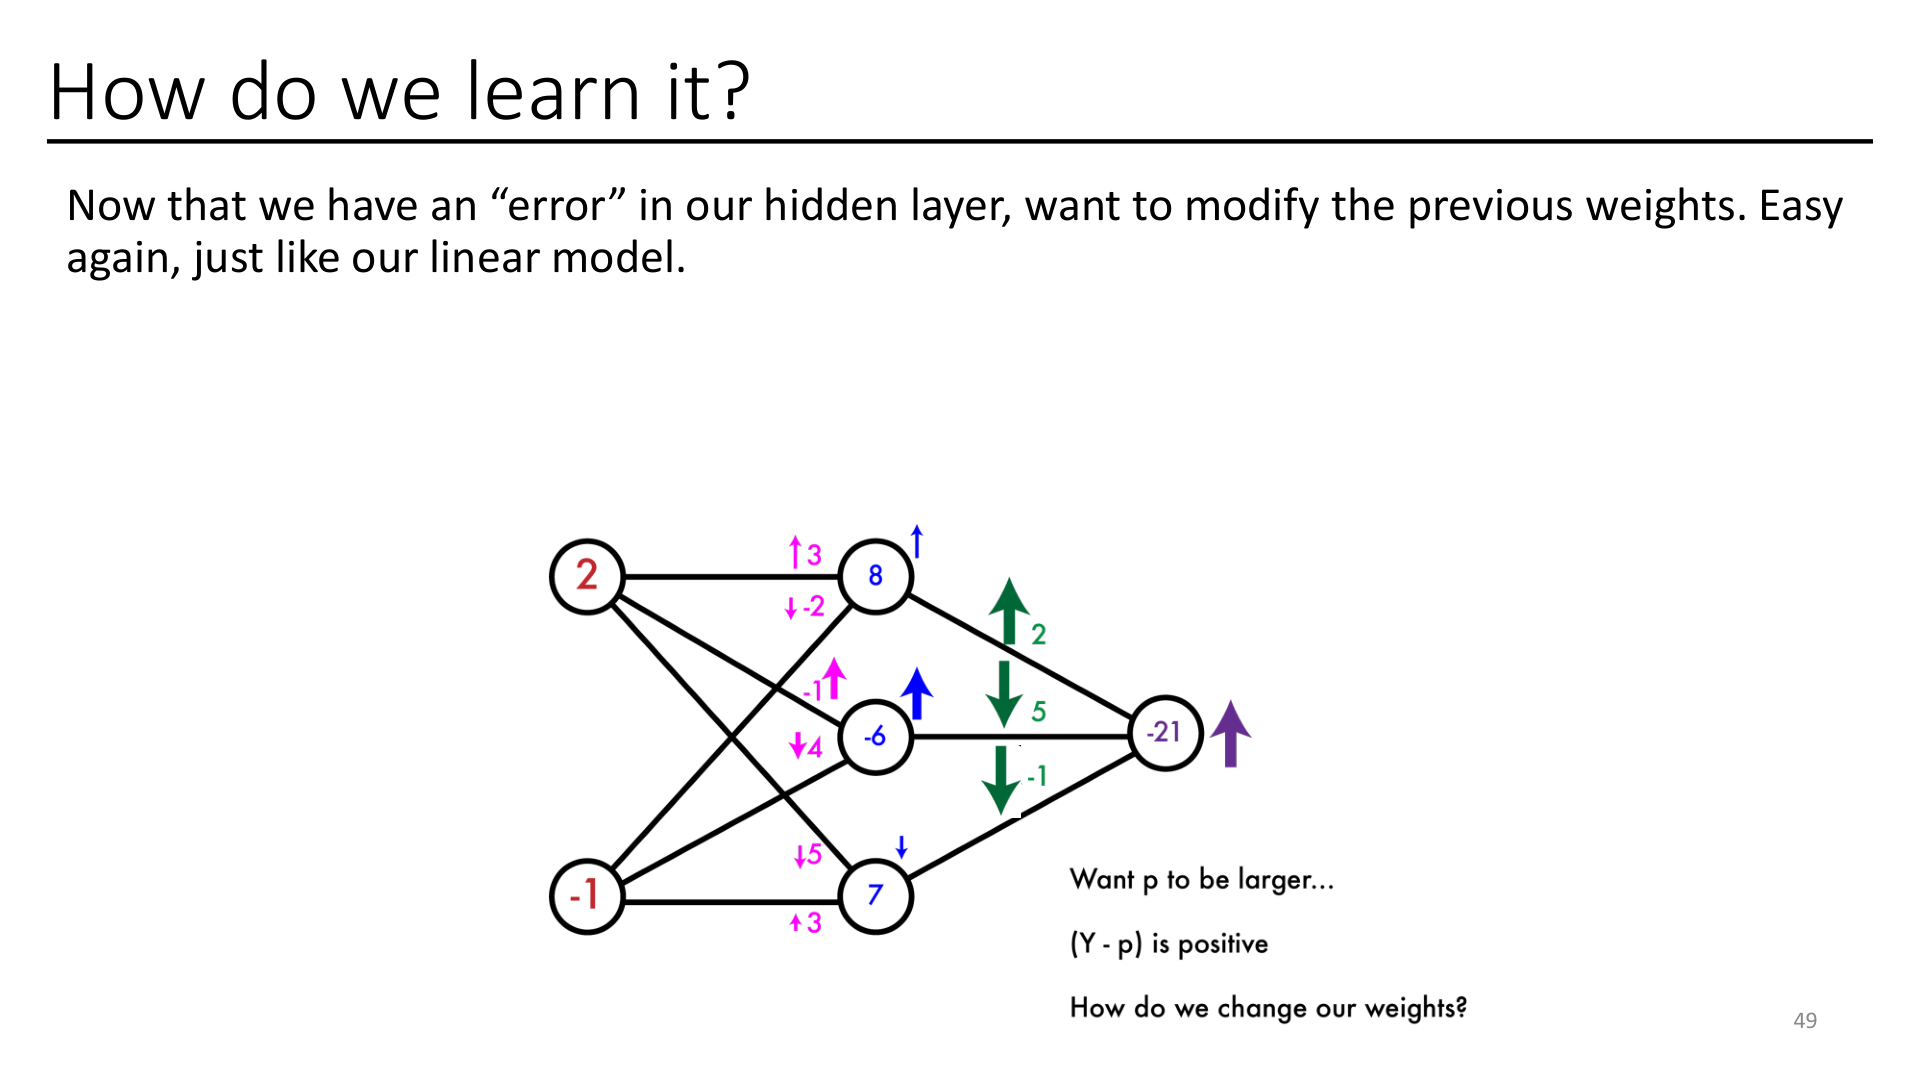 How do we learn it?
Now that we have an “error” in our hidden layer, want to modify the previous weights. Easy
again, just like our linear model.
2
3
8
-2
2
-1
5
-6
-21
4
-1
5
-1
7
3
Want p to be larger...
(Y - p) is positive
How do we change our weights?
49